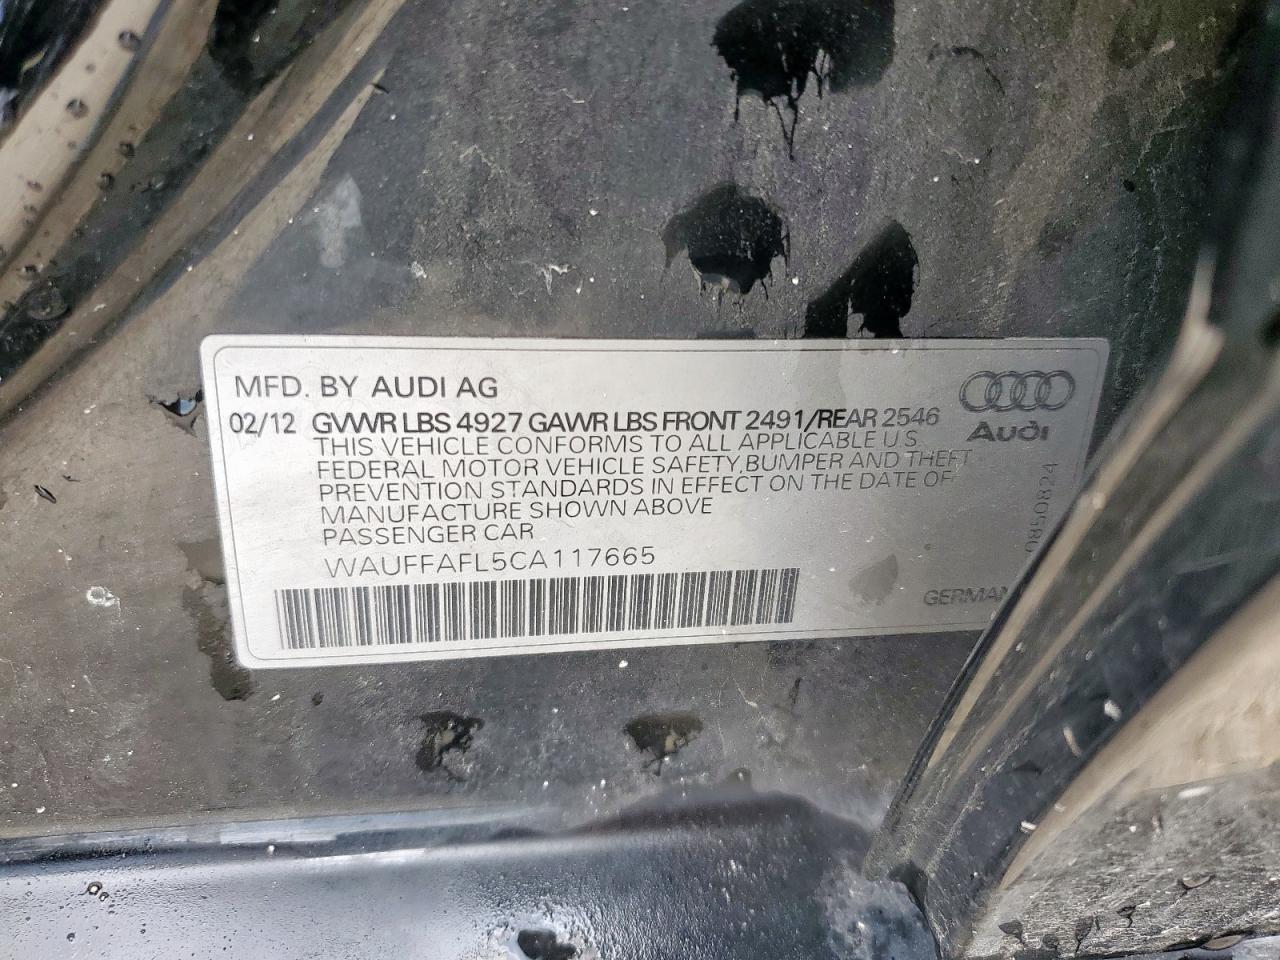 MFD. BY AUDI AG
02/12 GVWR LBS 4927 GAWR LBS FRONT 2491/REAR 2546
Audi
THIS VEHICLE CONFORMS TO ALL APPLICABLE U.S.
FEDERAL MOTOR VEHICLE SAFETY,BUMPER AND THEFT
PREVENTION STANDARDS IN EFFECT ON THE DATE OF
MANUFACTURE SHOWN ABOVE
PASSENGER CAR
WAUFFAFL5CA117665
0850824
GERMAN